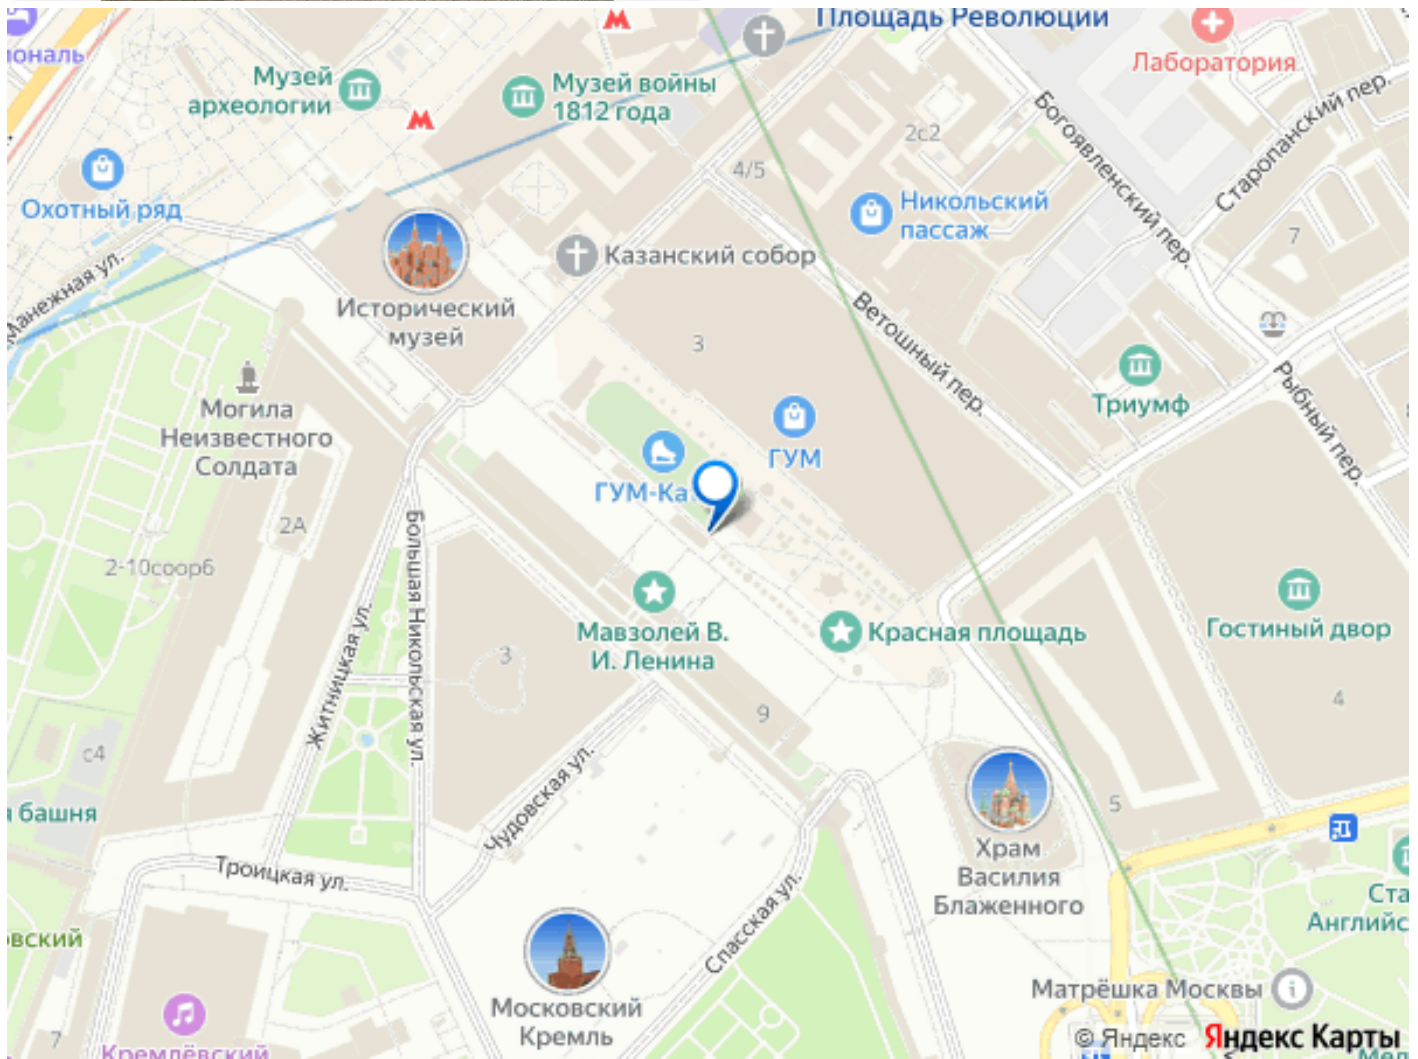 Площадь Революции
Лаборатория
Музей
археологии
Музей войны
1812 года
Богоявленский пер.
Старопанский пер.
2с2
4/5
Охотный ряд
Никольский
пассаж
7
Манежная ул.
Казанский собор
Исторический
музей
3
Ветошный пер.
Могила
Неизвестного
Солдата
Триумф
Рыбный пер.
ГУМ
ГУМ-Ка
2А
2-10соор6
Большая Никольская ул.
Житницкая ул.
Мавзолей В.
И. Ленина
Красная площадь
Гостиный двор
3
4
9
с4
башня
Чудовская ул.
5
Троицкая ул.
Храм
Василия
Блаженного
Спасская ул.
Ста
Английс
вский
Московский
Кремль
Матрёшка Москвы
7
Кремлёвский
© Яндекс Яндекс Карты